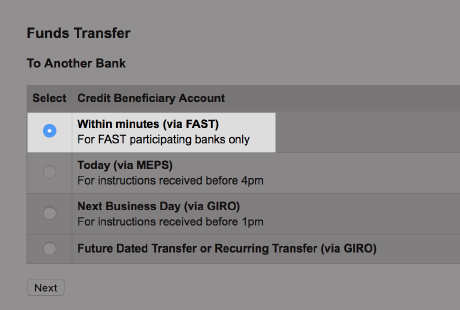 Funds Transfer
To Another Bank
Select Credit Beneficiary Account
Within minutes (via FAST)
For FAST participating banks only
Today (via MEPS)
For instructions received before 4pm
Next Business Day (via GIRO)
For instructions received before 1pm
Future Dated Transfer or Recurring Transfer (via GIRO)
Next